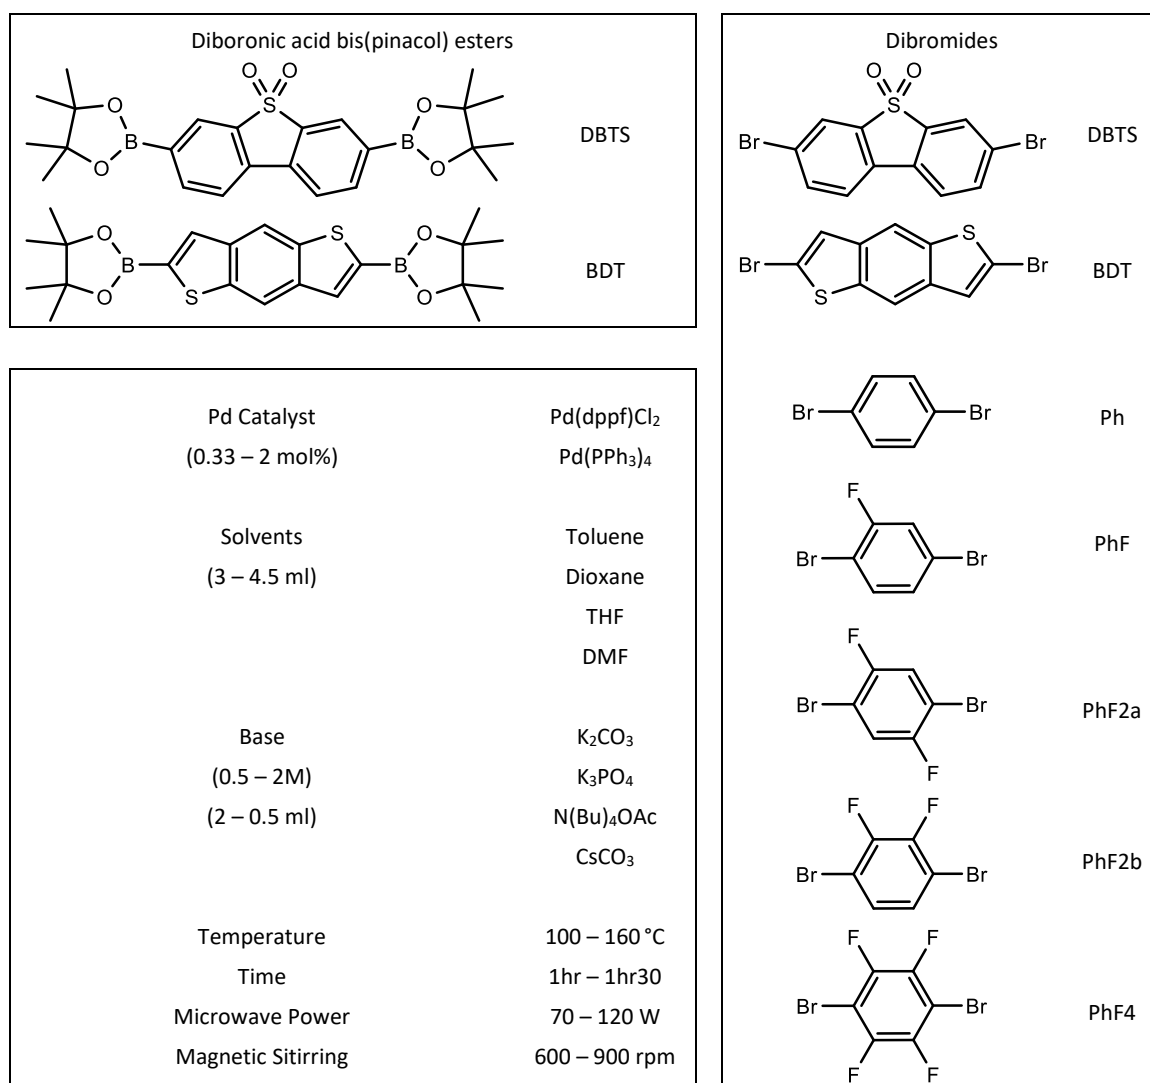 Diboronic acid bis(pinacol) esters
O O
S
O
B
O
O
B
O
DBTS
O
B
O
S
S
O
B
O
BDT
Pd Catalyst Pd(dppf)Cl2
(0.33 – 2 mol%) Pd(PPh3)4
Solvents Toluene
(3 – 4.5 ml) Dioxane
THF
DMF
Base K2CO3
(0.5 – 2M) K3PO4
(2 – 0.5 ml) N(Bu)4OAc
CsCO3
Temperature 100 – 160 °C
Time 1hr – 1hr30
Microwave Power 70 – 120 W
Magnetic Sitirring 600 – 900 rpm
Dibromides
O O
S
Br Br DBTS
S
Br Br BDT
S
Br Br Ph
F
Br Br PhF
F
Br Br PhF2a
F
F F
Br Br PhF2b
F F
Br Br PhF4
F F